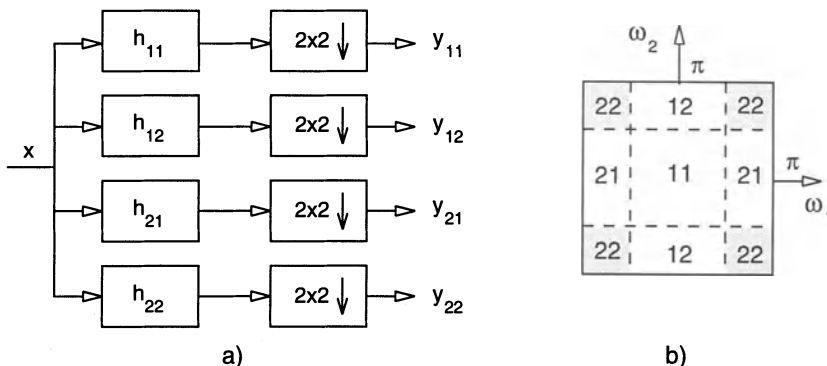 x
h₁₁ 2x2 ↓ y₁₁
h₁₂ 2x2 ↓ y₁₂
h₂₁ 2x2 ↓ y₂₁
h₂₂ 2x2 ↓ y₂₂
a)
ω₂
π
22 12 22
21 11 21
π
ω
22 12 22
b)